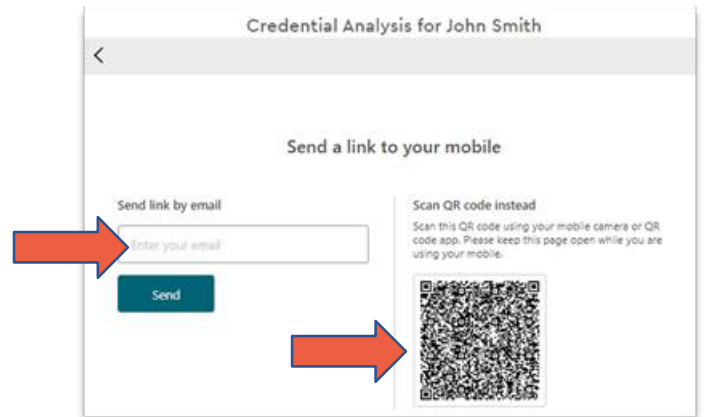 Credential Analysis for John Smith
Send a link to your mobile
Send link by email
Enter your email
Send
Scan QR code instead
Scan this QR code using your mobile camera or QR
code app. Please keep this page open while you are
using your mobile.